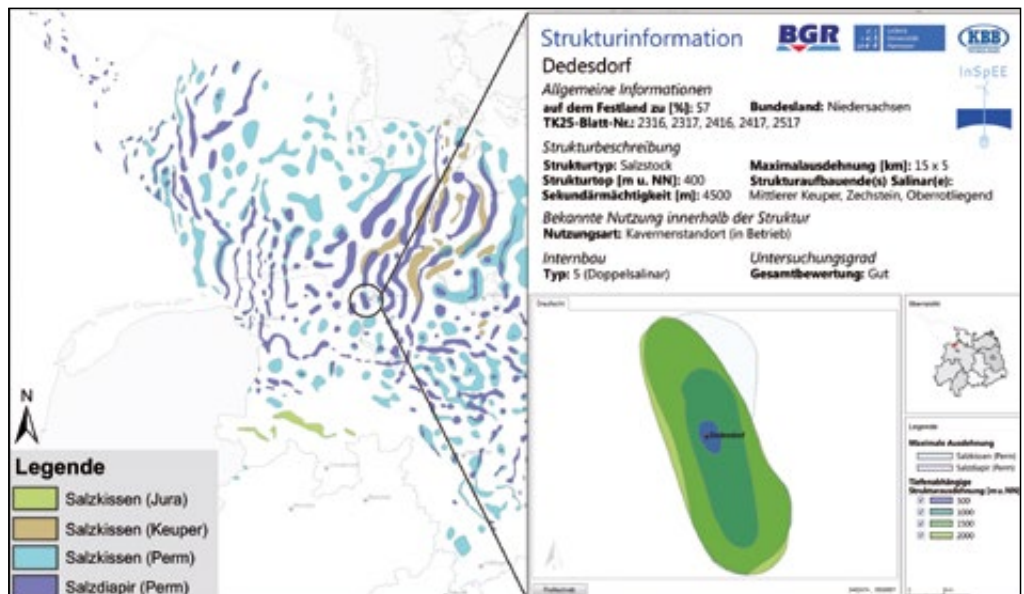 N
Legende
Salzkissen (Jura)
Salzkissen (Keuper)
Salzkissen (Perm)
Salzdiapir (Perm)
Strukturinformation
BGR
KBB
InSpEE
Dedesdorf
Allgemeine Informationen
auf dem Festland zu [%]: 57 Bundesland: Niedersachsen
TK25-Blatt-Nr.: 2316, 2317, 2416, 2417, 2517
Strukturbeschreibung
Strukturtyp: Salzstock Maximalausdehnung [km]: 15 x 5
Strukturtop [m u. NN]: 400 Strukturaufbauende(s) Salinar(e):
Sekundärmächtigkeit [m]: 4500 Mittlerer Keuper, Zechstein, Oberrotliegend
Bekannte Nutzung innerhalb der Struktur
Nutzungsart: Kavernenstandort (in Betrieb)
Internbau Untersuchungsgrad
Typ: 5 (Doppelsalinar) Gesamtbewertung: Gut
Draufsicht
Dedesdorf
Legende
Maximale Ausdehnung
Salzkissen (Perm)
Salzdiapir (Perm)
Tiefenabhängige
Strukturausdehnung [m u. NN]
500
1000
1500
2000